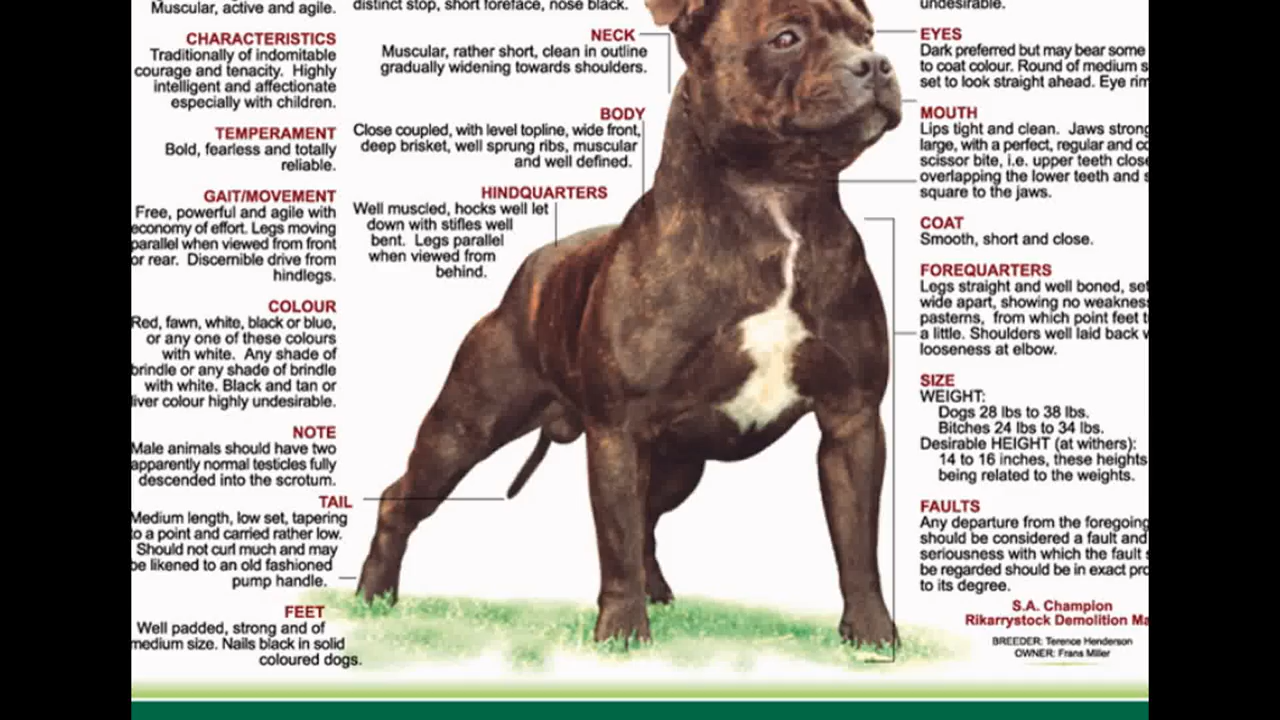 Muscular, active and agile.
CHARACTERISTICS
Traditionally of indomitable
courage and tenacity. Highly
intelligent and affectionate
especially with children.
TEMPERAMENT
Bold, fearless and totally
reliable.
GAIT/MOVEMENT
Free, powerful and agile with
economy of effort. Legs moving
parallel when viewed from front
or rear. Discernible drive from
hindlegs.
COLOUR
Red, fawn, white, black or blue,
or any one of these colours
with white. Any shade of
brindle or any shade of brindle
with white. Black and tan or
liver colour highly undesirable.
NOTE
Male animals should have two
apparently normal testicles fully
descended into the scrotum.
TAIL
Medium length, low set, tapering
to a point and carried rather low.
Should not curl much and may
be likened to an old fashioned
pump handle.
FEET
Well padded, strong and of
medium size. Nails black in solid
coloured dogs.
distinct stop, short foreface, nose black.
NECK
Muscular, rather short, clean in outline
gradually widening towards shoulders.
BODY
Close coupled, with level topline, wide front,
deep brisket, well sprung ribs, muscular
and well defined.
HINDQUARTERS
Well muscled, hocks well let
down with stifles well
bent. Legs parallel
when viewed from
behind.
undesirable.
EYES
Dark preferred but may bear some
to coat colour. Round of medium s
set to look straight ahead. Eye rim
MOUTH
Lips tight and clean. Jaws strong
large, with a perfect, regular and co
scissor bite, i.e. upper teeth close
overlapping the lower teeth and s
square to the jaws.
COAT
Smooth, short and close.
FOREQUARTERS
Legs straight and well boned, set
wide apart, showing no weakness
pasterns, from which point feet t
a little. Shoulders well laid back w
looseness at elbow.
SIZE
WEIGHT:
Dogs 28 lbs to 38 lbs.
Bitches 24 lbs to 34 lbs.
Desirable HEIGHT (at withers):
14 to 16 inches, these heights
being related to the weights.
FAULTS
Any departure from the foregoing
should be considered a fault and
seriousness with which the fault s
be regarded should be in exact pro
to its degree.
S.A. Champion
Rikarrystock Demolition Ma
BREEDER: Terence Henderson
OWNER: Frans Miller